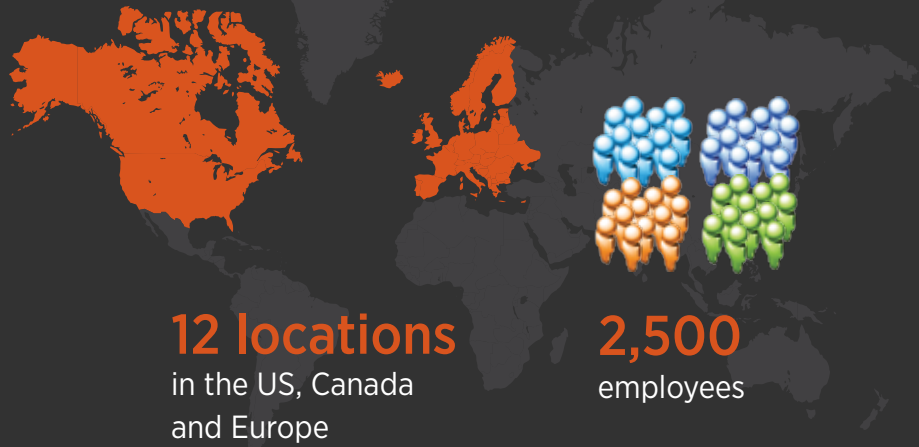 12 locations
in the US, Canada
and Europe
2,500
employees